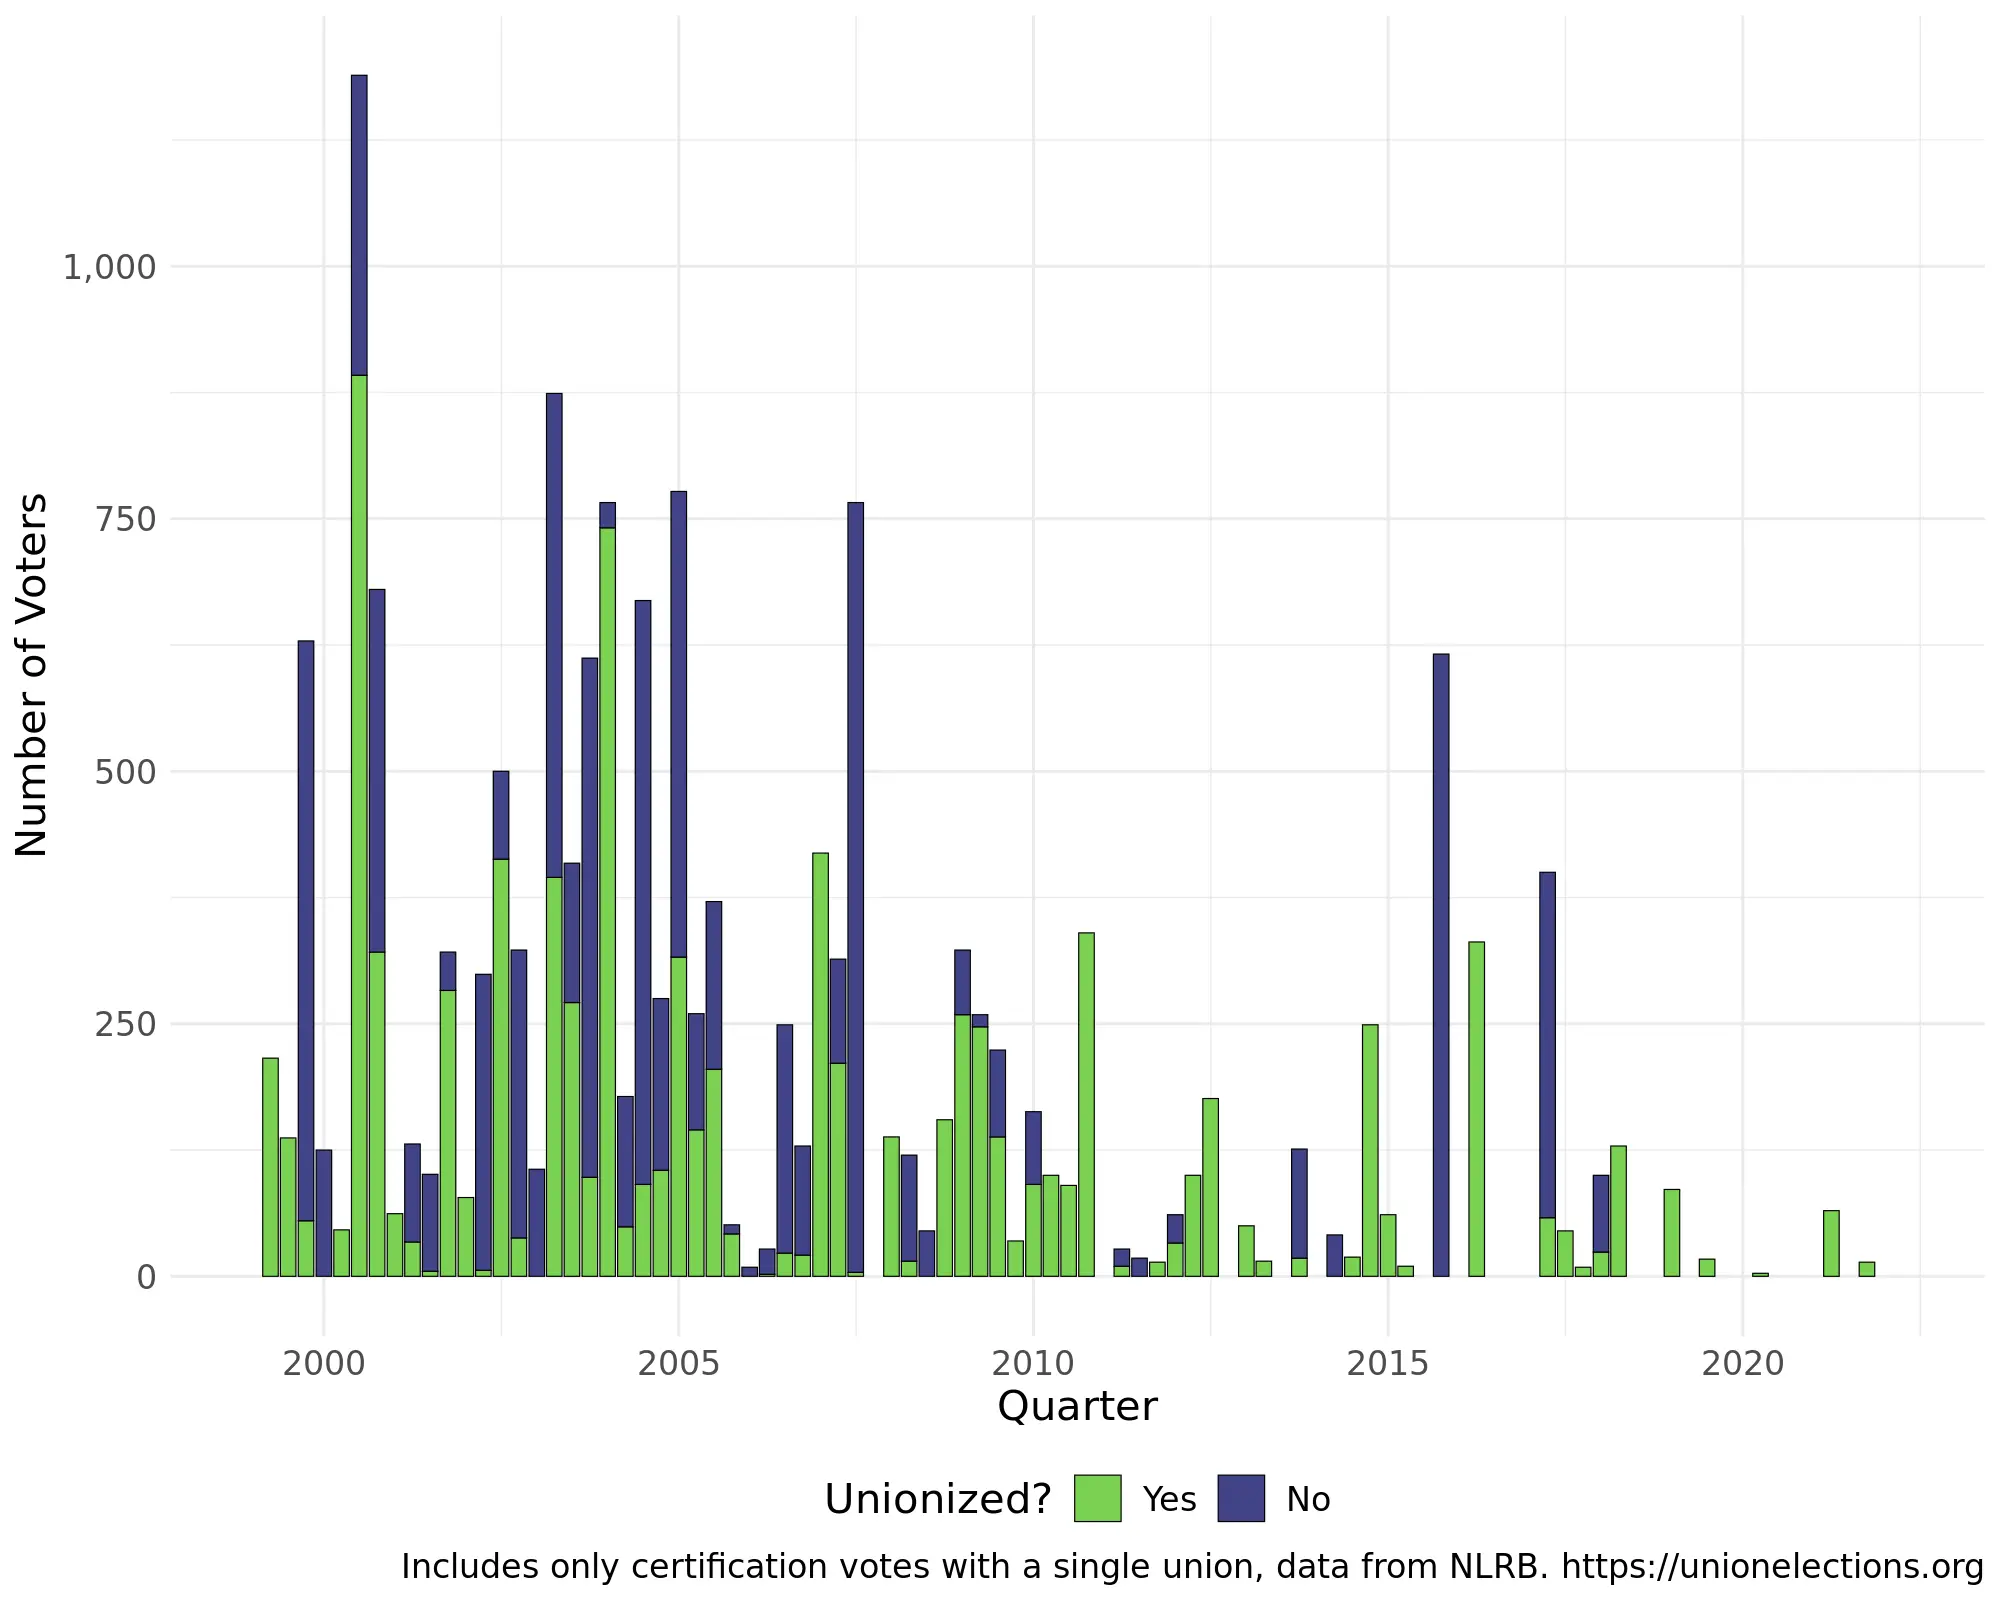 Number of Voters
1,000
750
500
250
0
2000 2005 2010 2015 2020
Quarter
Unionized? Yes No
Includes only certification votes with a single union, data from NLRB. https://unionelections.org